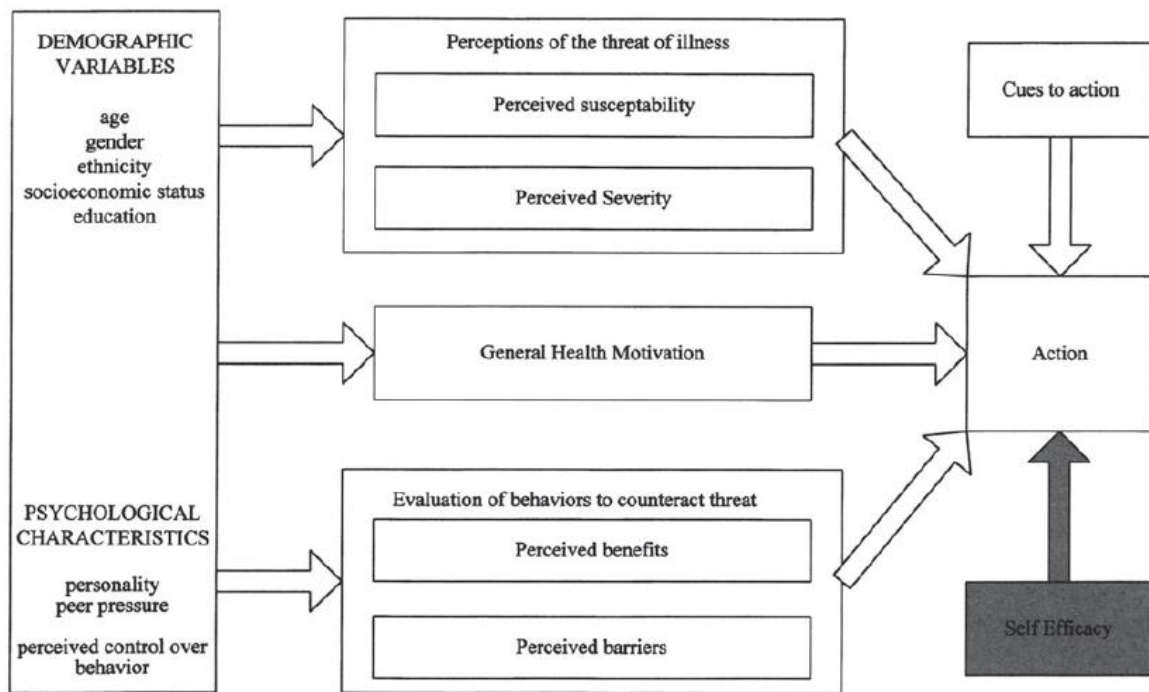 DEMOGRAPHIC
VARIABLES
age
gender
ethnicity
socioeconomic status
education
PSYCHOLOGICAL
CHARACTERISTICS
personality
peer pressure
perceived control over
behavior
Perceptions of the threat of illness
Perceived susceptability
Perceived Severity
General Health Motivation
Evaluation of behaviors to counteract threat
Perceived benefits
Perceived barriers
Cues to action
Action
Self Efficacy